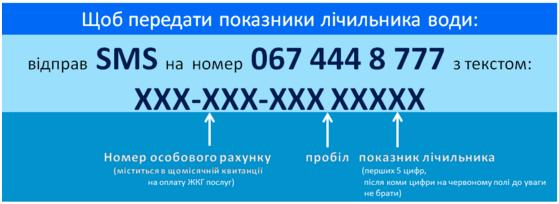 Щоб передати показники лічильника води:
відправ SMS на номер 067 444 8 777 з текстом:
XXX-XXX-XXX XXXXX
Номер особового рахунку пробіл показник лічильника
(міститься в щомісячній квитанції
на оплату ЖКГ послуг)
(перших 5 цифр,
після коми цифри на червоному полі до уваги
не брати)